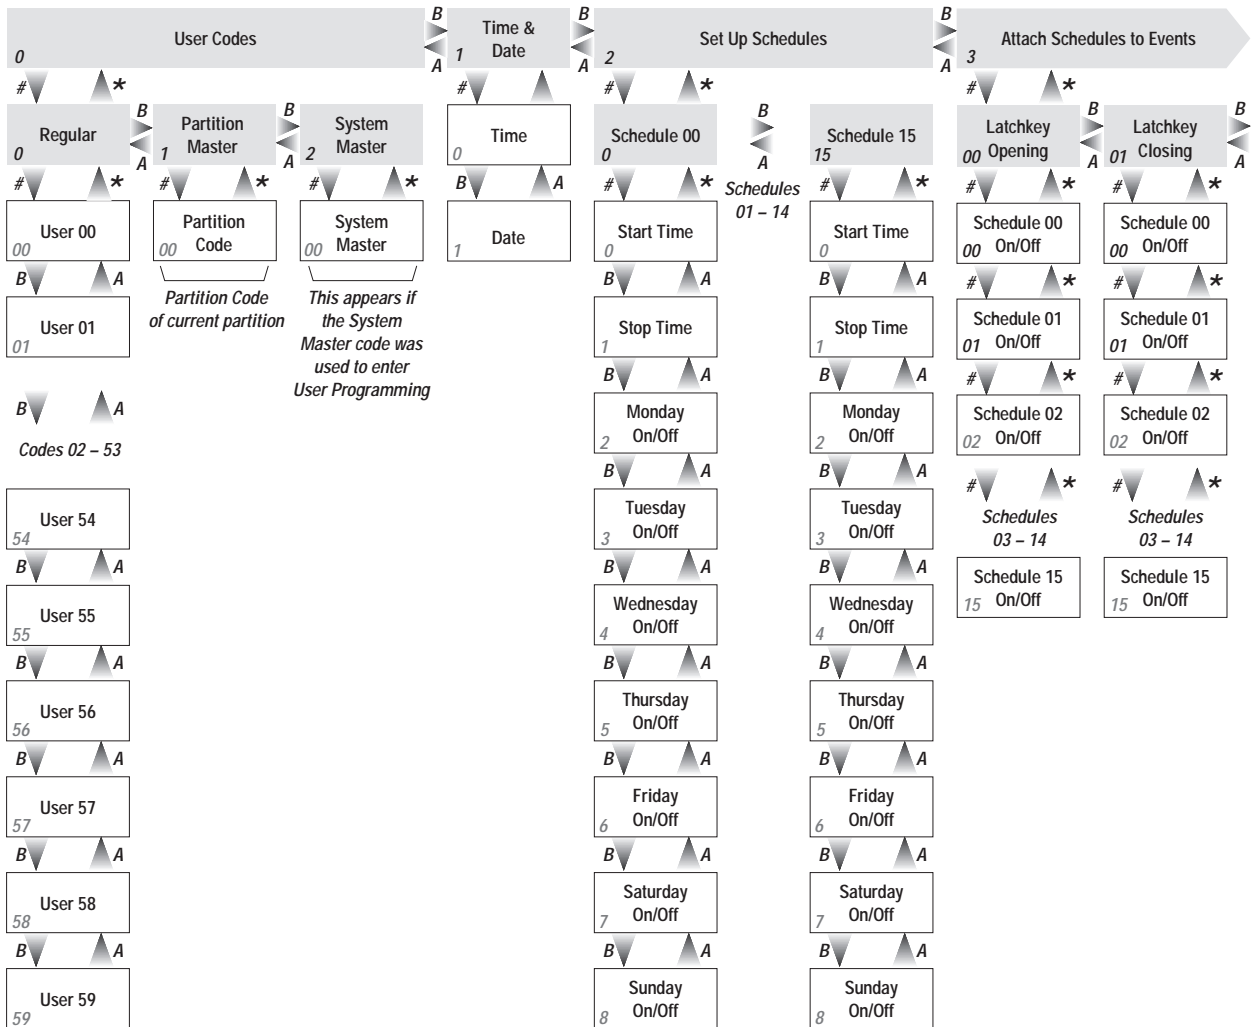 B B B
User Codes Time & Date Set Up Schedules Attach Schedules to Events
0 A 1 A 2 A 3
# * # # * # *
Regular B Partition Master B System Master Time Schedule 00 B Schedule 15 Latchkey Opening B Latchkey Closing B
0 A 1 A 2 0 0 A 15 00 A 01 A
# * # * # * B A # * Schedules 01 – 14 # * # * # *
User 00 Partition Code System Master Date Start Time Start Time Schedule 00 On/Off Schedule 00 On/Off
00 00 00 1 0 0 00 00
B A Partition Code of current partition This appears if the System Master code was used to enter User Programming B A B A # * # *
User 01 Stop Time Stop Time Schedule 01 On/Off Schedule 01 On/Off
01 1 1 01 01
B A B A # * # *
B A Monday On/Off Monday On/Off Schedule 02 On/Off Schedule 02 On/Off
2 2 02 02
Codes 02 – 53 B A B A # * # *
User 54 Tuesday On/Off Tuesday On/Off Schedules 03 – 14 Schedules 03 – 14
54 3 3
B A B A B A
User 55 Wednesday On/Off Wednesday On/Off Schedule 15 On/Off Schedule 15 On/Off
55 4 4 15 15
B A B A B A
User 56 Thursday On/Off Thursday On/Off
56 5 5
B A B A B A
User 57 Friday On/Off Friday On/Off
57 6 6
B A B A B A
User 58 Saturday On/Off Saturday On/Off
58 7 7
B A B A B A
User 59 Sunday On/Off Sunday On/Off
59 8 8